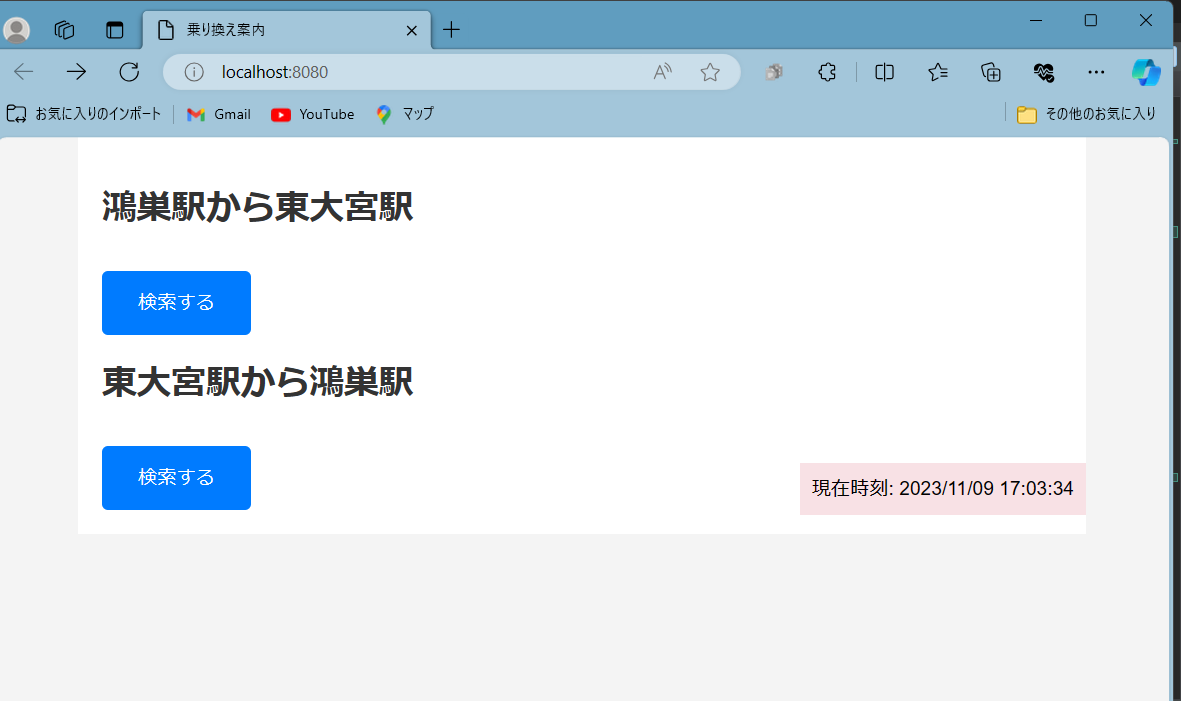 乗り換え案内
localhost:8080
お気に入りのインポート Gmail YouTube マップ その他のお気に入り
鴻巣駅から東大宮駅
検索する
東大宮駅から鴻巣駅
検索する
現在時刻: 2023/11/09 17:03:34